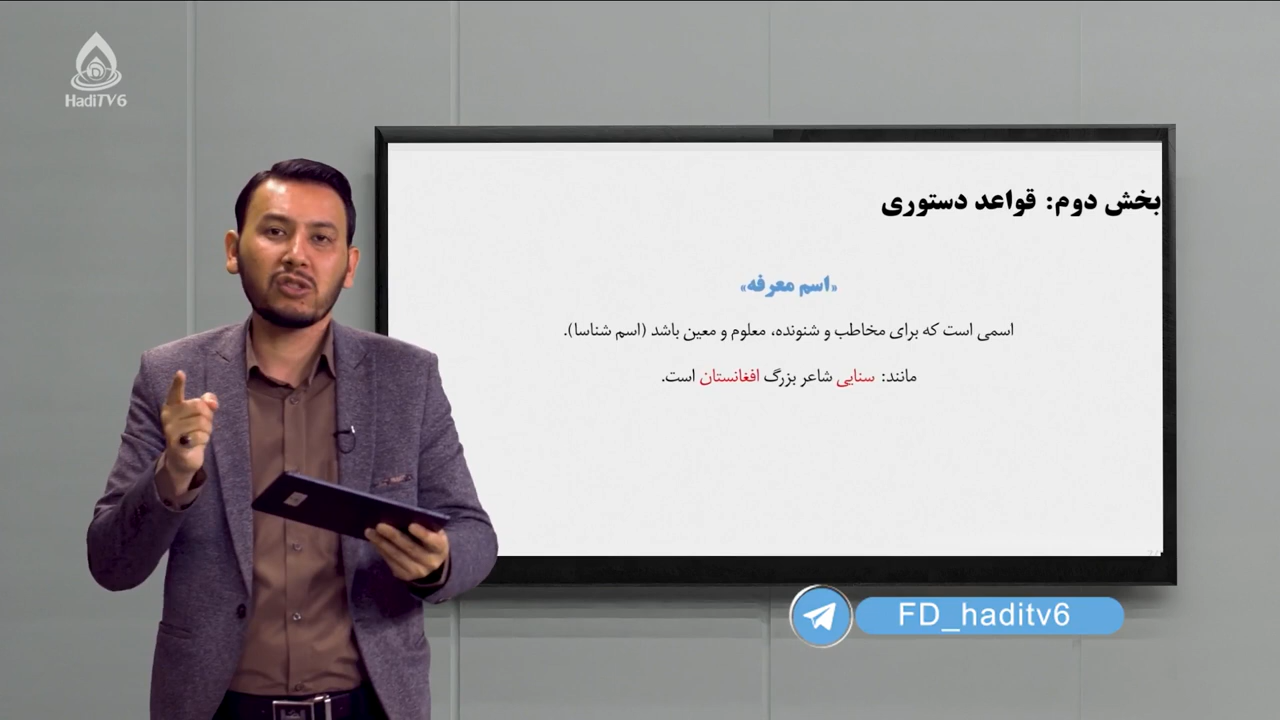 HadiTV6
بخش دوم: قواعد دستوری
«اسم معرفه»
اسمی است که برای مخاطب و شنونده، معلوم و معین باشد (اسم شناسا).
مانند: سنایی شاعر بزرگ افغانستان است.
FD_haditv6